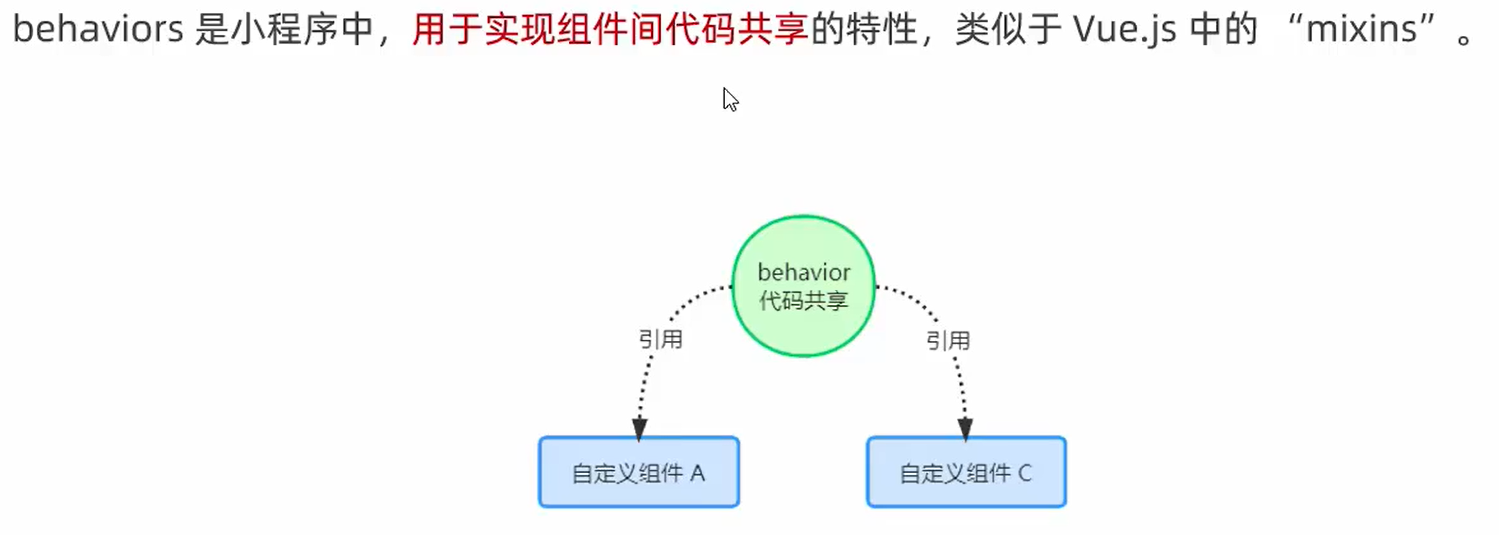 behaviors 是小程序中，用于实现组件间代码共享的特性，类似于 Vue.js 中的 “mixins” 。
behavior
代码共享
引用
引用
自定义组件 A
自定义组件 C